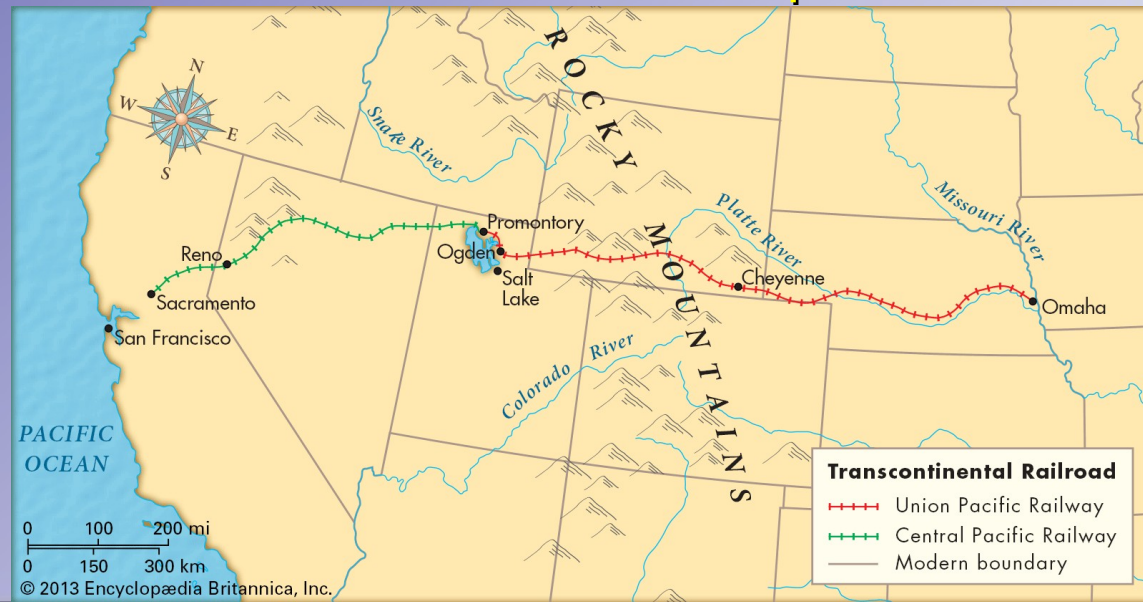 ROCKY
MOUNTAINS
N
W
E
S
Snake River
Missouri River
Platte River
Promontory
Reno
Ogden
Salt
Lake
Cheyenne
Sacramento
Omaha
San Francisco
Colorado River
PACIFIC
OCEAN
Transcontinental Railroad
Union Pacific Railway
Central Pacific Railway
Modern boundary
0 100 200 mi
0 150 300 km
© 2013 Encyclopædia Britannica, Inc.